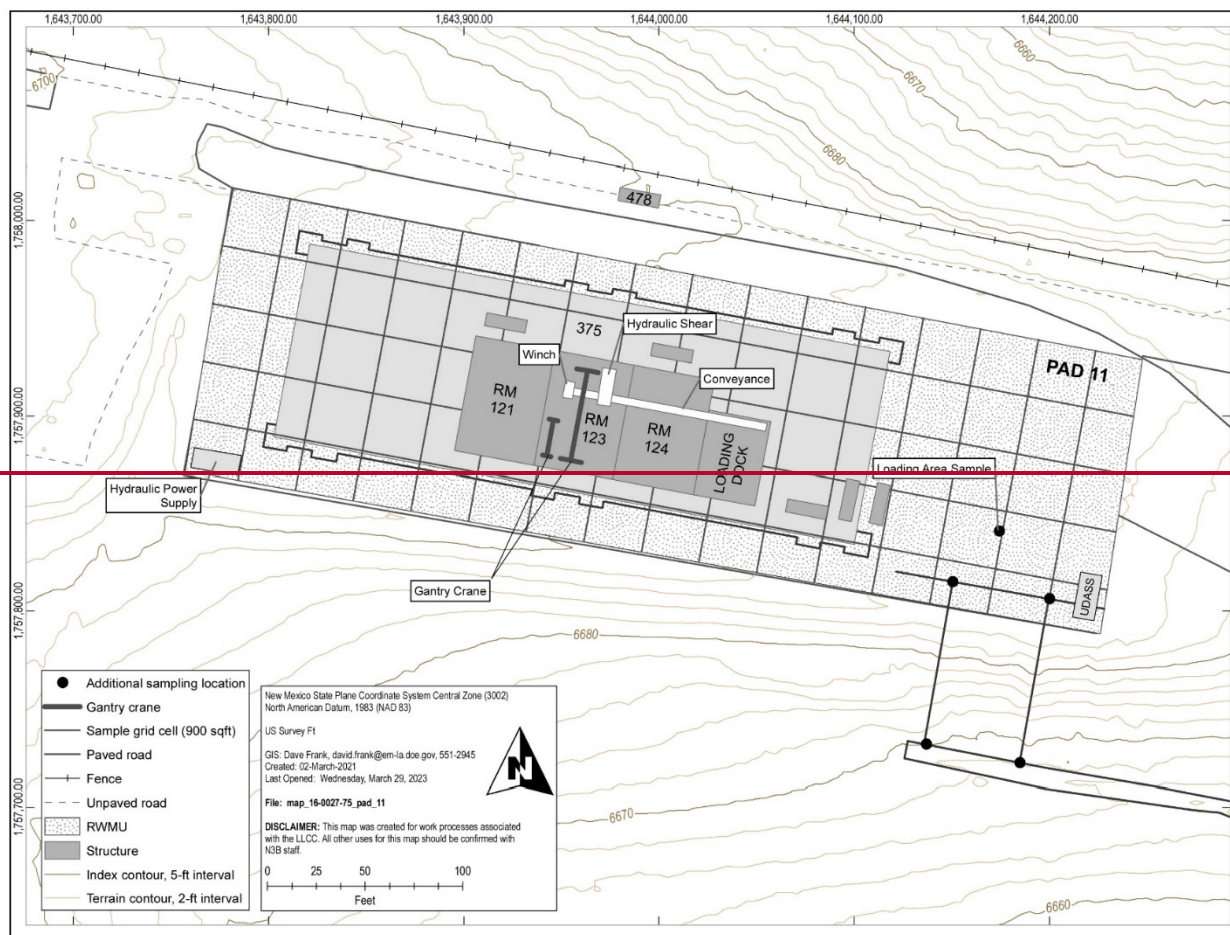 1,643,700.00
1,643,800.00
1,643,900.00
1,644,000.00
1,644,100.00
1,644,200.00
6700
6660
6670
6680
478
1,758,000.00
375
Hydraulic Shear
Winch
Conveyance
PAD 11
RM
121
RM
123
RM
124
LOADING
DOCK
1,757,900.00
Loading Area Sample
Hydraulic Power
Supply
Gantry Crane
UDASS
1,757,800.00
6680
1,757,700.00
6670
6660
Additional sampling location
Gantry crane
Sample grid cell (900 sqft)
Paved road
Fence
Unpaved road
RWMU
Structure
Index contour, 5-ft interval
Terrain contour, 2-ft interval
New Mexico State Plane Coordinate System Central Zone (3002)
North American Datum, 1983 (NAD 83)
US Survey Ft
GIS: Dave Frank, david.frank@em-la.doe.gov, 551-2945
Created: 02-March-2021
Last Opened: Wednesday, March 29, 2023
File: map_16-0027-75_pad_11
DISCLAIMER: This map was created for work processes associated
with the LLCC. All other uses for this map should be confirmed with
N3B staff.
N
0 25 50 100
Feet